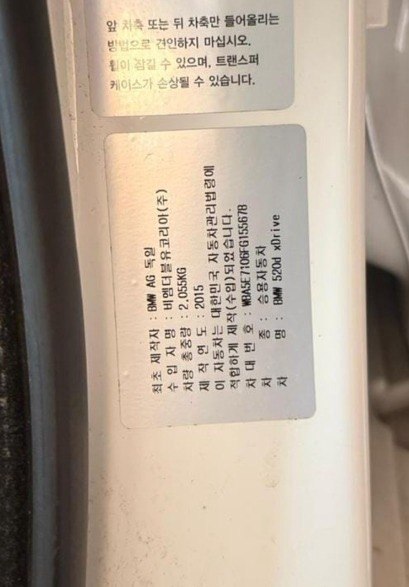 앞 차축 또는 뒤 차축만 들어올리는
방법으로 견인하지 마십시오.
휠이 잠길 수 있으며, 트랜스퍼
케이스가 손상될 수 있습니다.
최초 제작자 : BMW AG 독일
수 입 자 명 : 비엠더블유코리아(주)
차량 총중량 : 2,055KG
제 작 연 도 : 2015
이 자동차는 대한민국 자동차관리법령에
적합하게 제작(수입)되었습니다.
차 대 번 호 : WBA5E7106FG155678
차 종 : 승용자동차
차 명 : BMW 520d xDrive